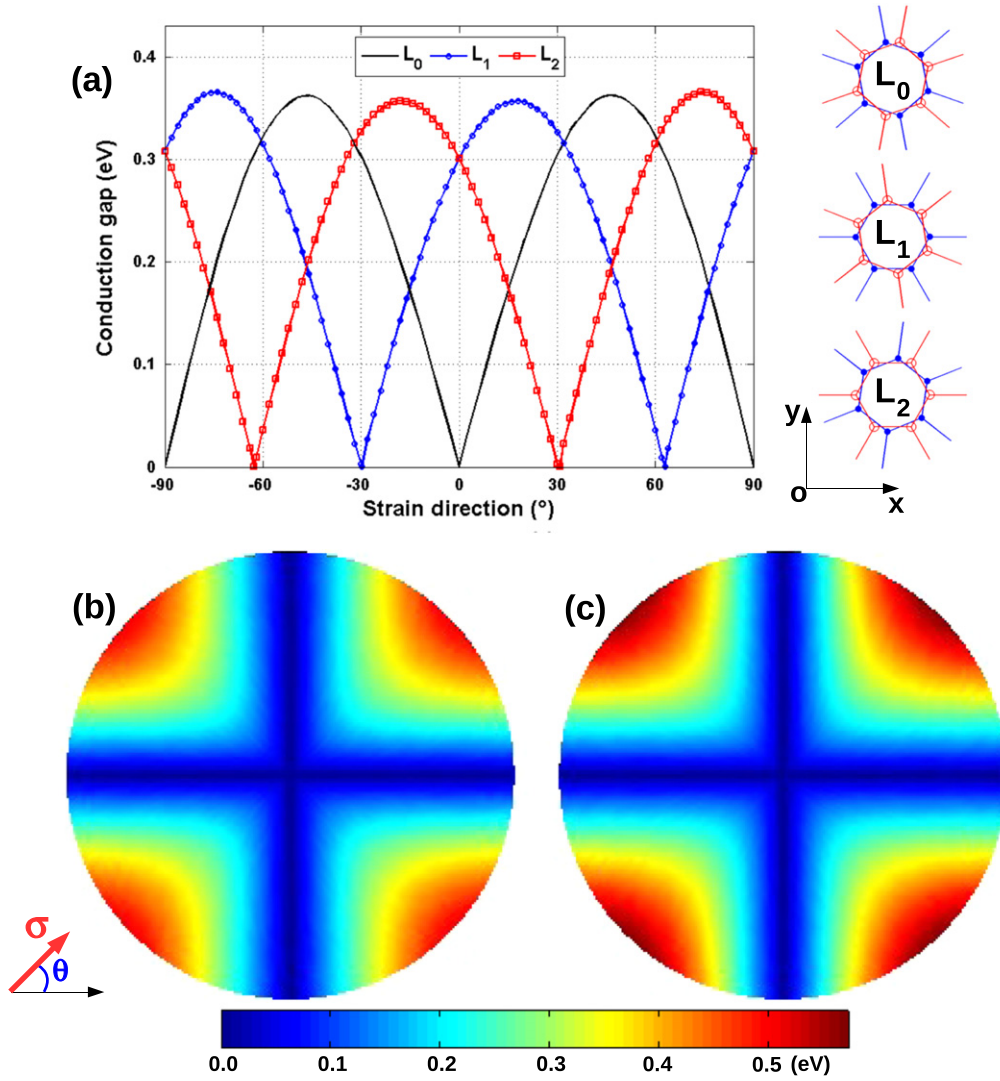 (a)
L0 L1 L2
Conduction gap (eV)
0.4
0.3
0.2
0.1
0
-90 -60 -30 0 30 60 90
Strain direction (°)
L0
L1
L2
y
o
x
(b)
(c)
σ
θ
0.0 0.1 0.2 0.3 0.4 0.5 (eV)